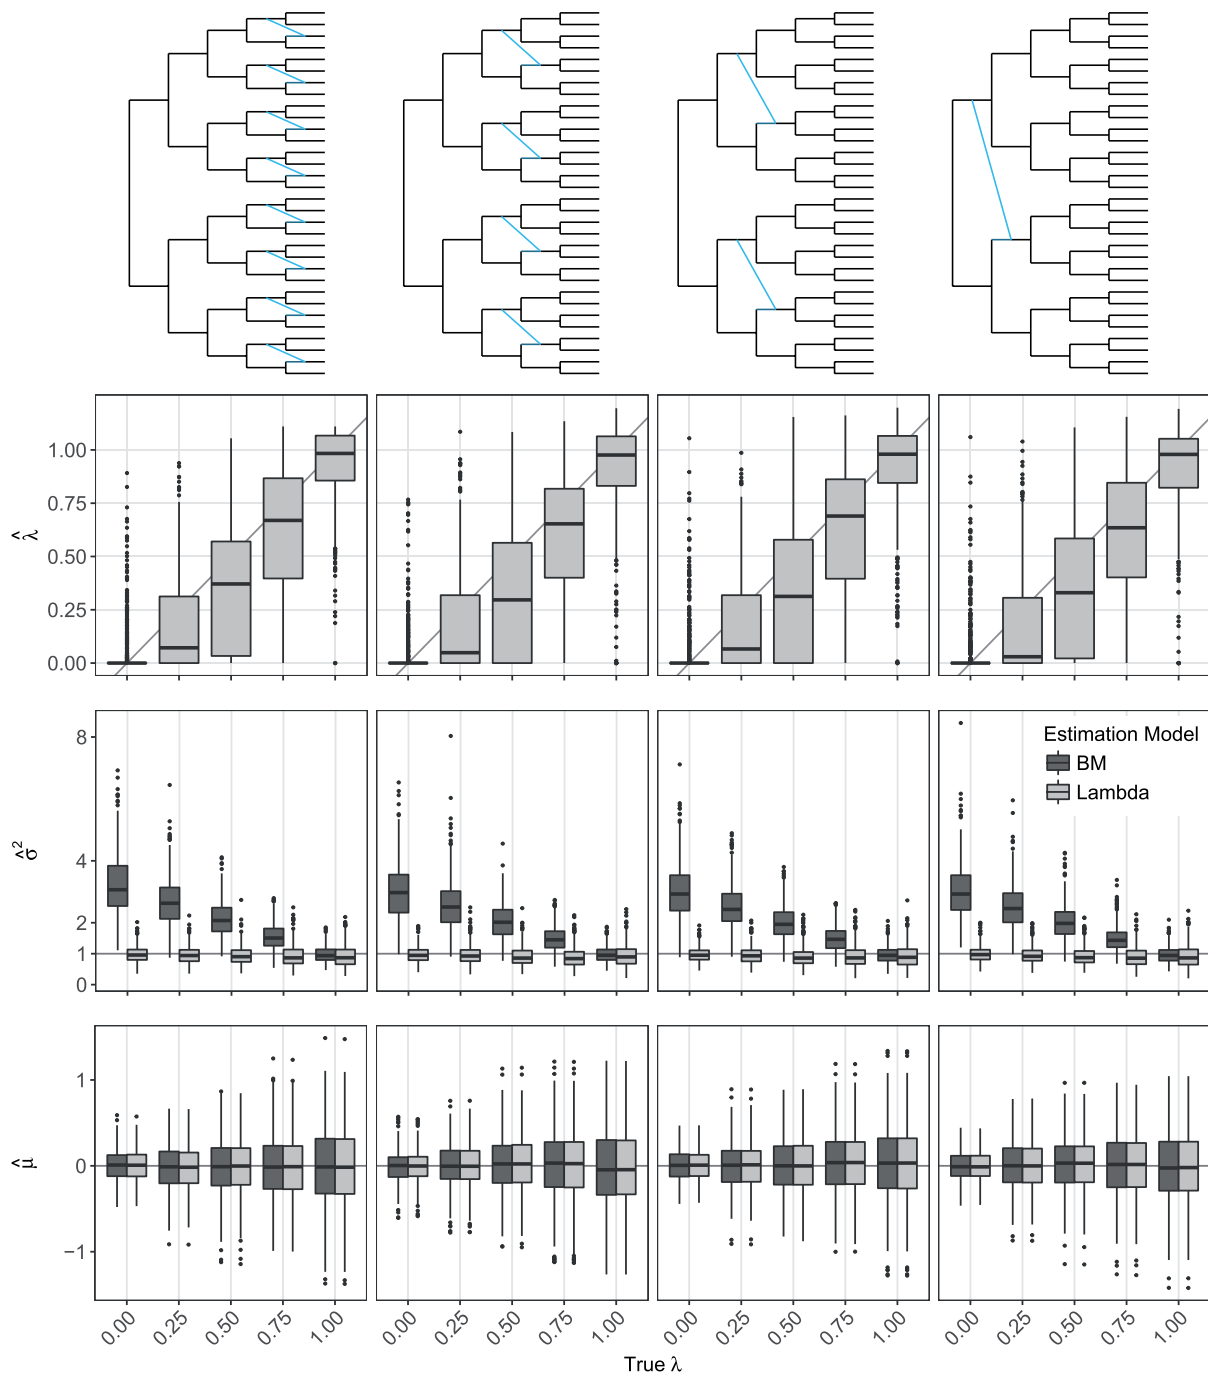 1.00
0.75
0.50
0.25
0.00
λ̂
Estimation Model
BM
Lambda
8
4
2
1
0
σ̂²
1
0
−1
μ̂
0.00 0.25 0.50 0.75 1.00 0.00 0.25 0.50 0.75 1.00 0.00 0.25 0.50 0.75 1.00 0.00 0.25 0.50 0.75 1.00
True λ